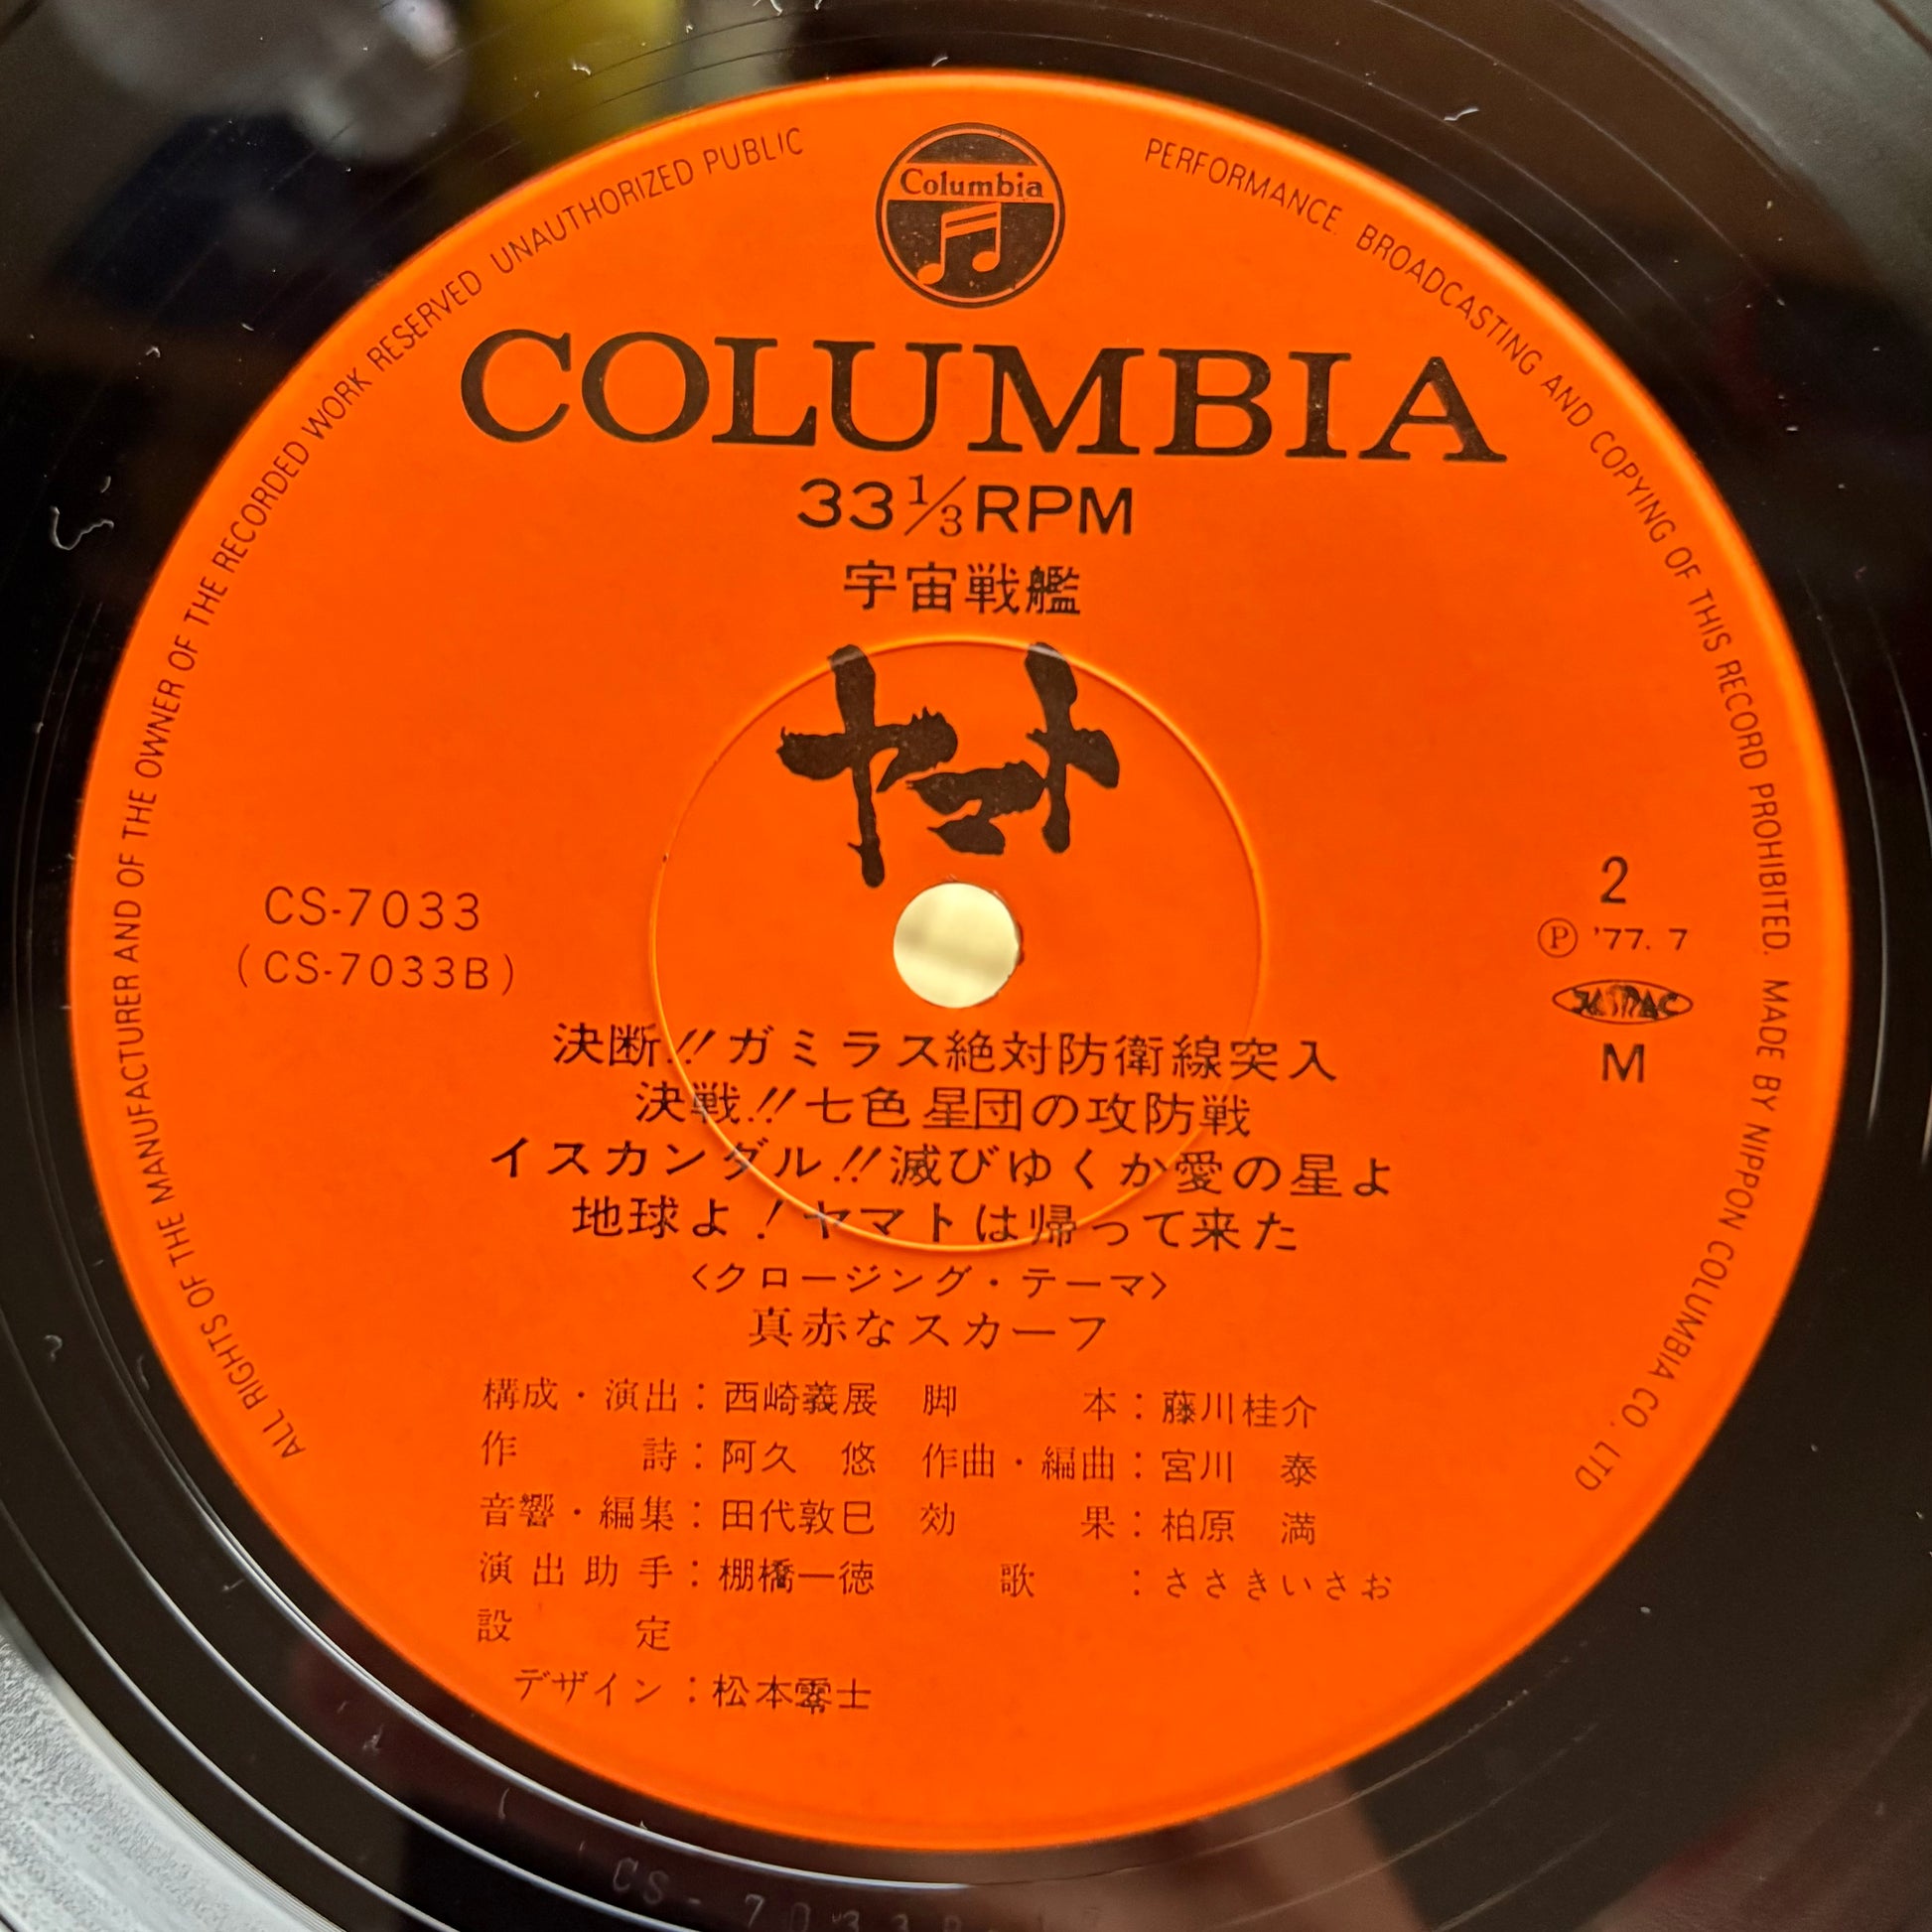 Columbia
COLUMBIA
33 1/3 RPM
宇宙戦艦
ヤマト
CS-7033
(CS-7033B)
2
Ⓟ '77. 7
M
決断!!ガミラス絶対防衛線突入
決戦!!七色星団の攻防戦
イスカンダル!!滅びゆくか愛の星よ
地球よ!ヤマトは帰って来た
〈クロージング・テーマ〉
真赤なスカーフ
構成・演出:西崎義展 脚本:藤川桂介
作詩:阿久 悠 作曲・編曲:宮川 泰
音響・編集:田代敦巳 効果:柏原 満
演出助手:棚橋一徳 歌:ささきいさお
設定
デザイン:松本零士
ALL RIGHTS OF THE MANUFACTURER AND OF THE OWNER OF THE RECORDED WORK RESERVED UNAUTHORIZED PUBLIC PERFORMANCE. BROADCASTING AND COPYING OF THIS RECORD PROHIBITED. MADE BY NIPPON COLUMBIA CO., LTD